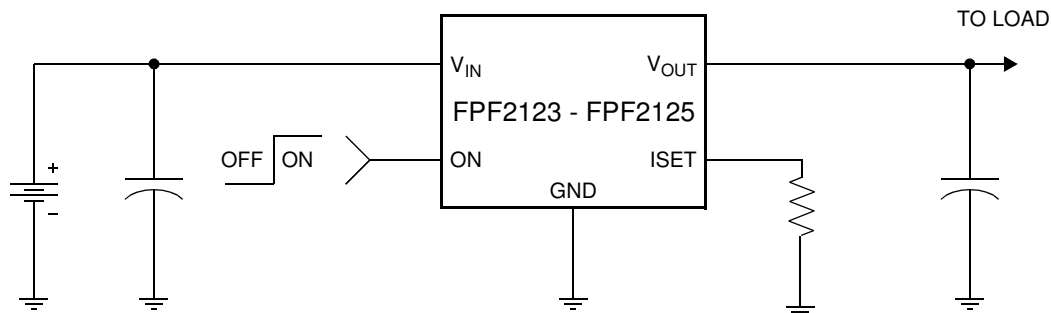 TO LOAD
VIN
VOUT
FPF2123 - FPF2125
OFF
ON
ON
ISET
GND
+
−